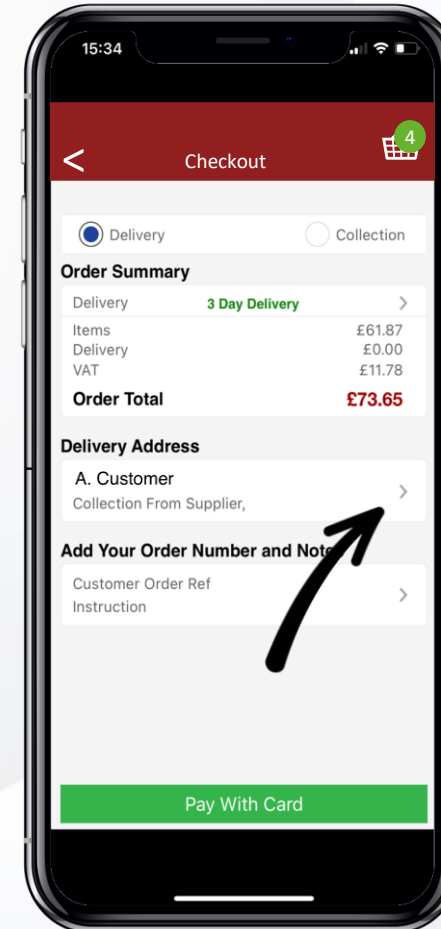 15:34
4
< Checkout
Delivery Collection
Order Summary
Delivery 3 Day Delivery >
Items £61.87
Delivery £0.00
VAT £11.78
Order Total £73.65
Delivery Address
A. Customer
Collection From Supplier,
Add Your Order Number and Note
Customer Order Ref
Instruction
Pay With Card